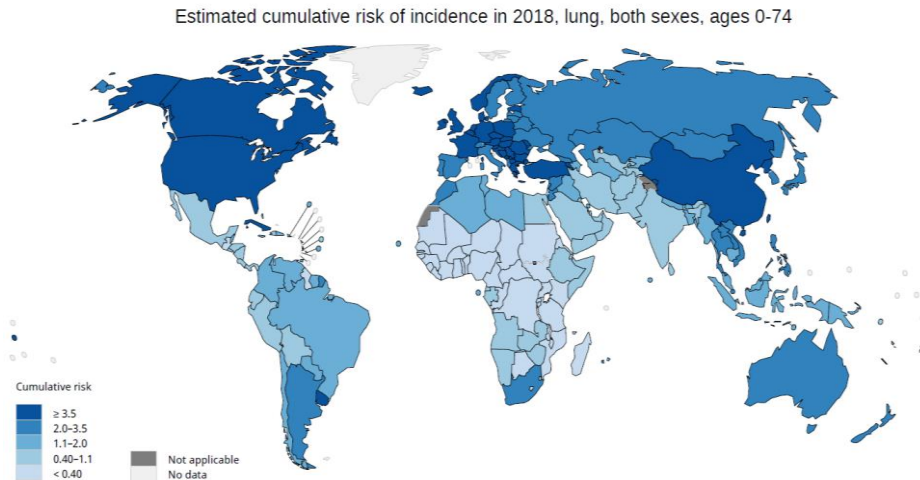 Estimated cumulative risk of incidence in 2018, lung, both sexes, ages 0-74
Cumulative risk
≥ 3.5
2.0–3.5
1.1–2.0
0.40–1.1
< 0.40
Not applicable
No data